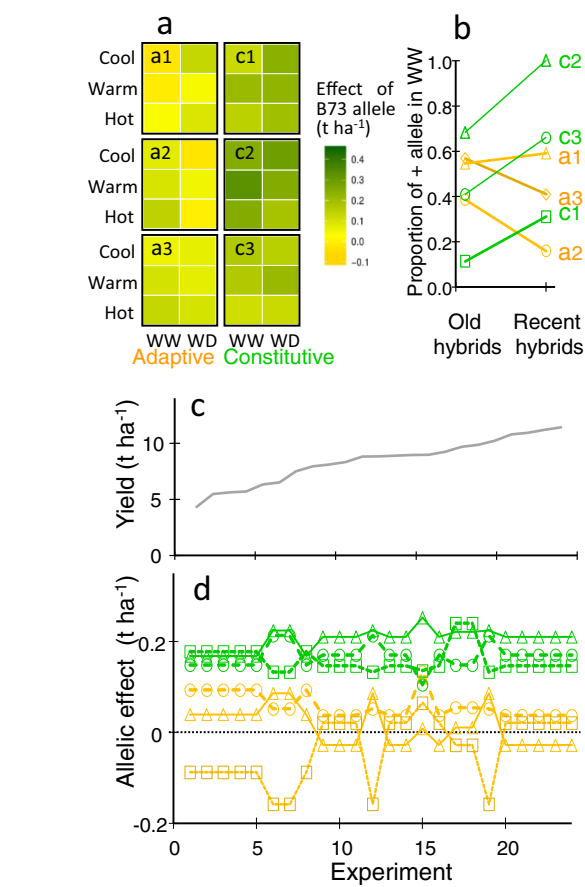 a
Cool
Warm
Hot
a1
c1
Cool
Warm
Hot
a2
c2
Cool
Warm
Hot
a3
c3
WW WD WW WD
Adaptive Constitutive
Effect of
B73 allele
(t ha-1)
0.4
0.3
0.2
0.1
0.0
−0.1
b
Proportion of + allele in WW
1.0
0.8
0.6
0.4
0.2
0.0
c2
c3
a1
a3
c1
a2
Old
hybrids
Recent
hybrids
c
Yield (t ha-1)
10
5
0
d
Allelic effect (t ha-1)
0.2
0
-0.2
0 5 10 15 20
Experiment